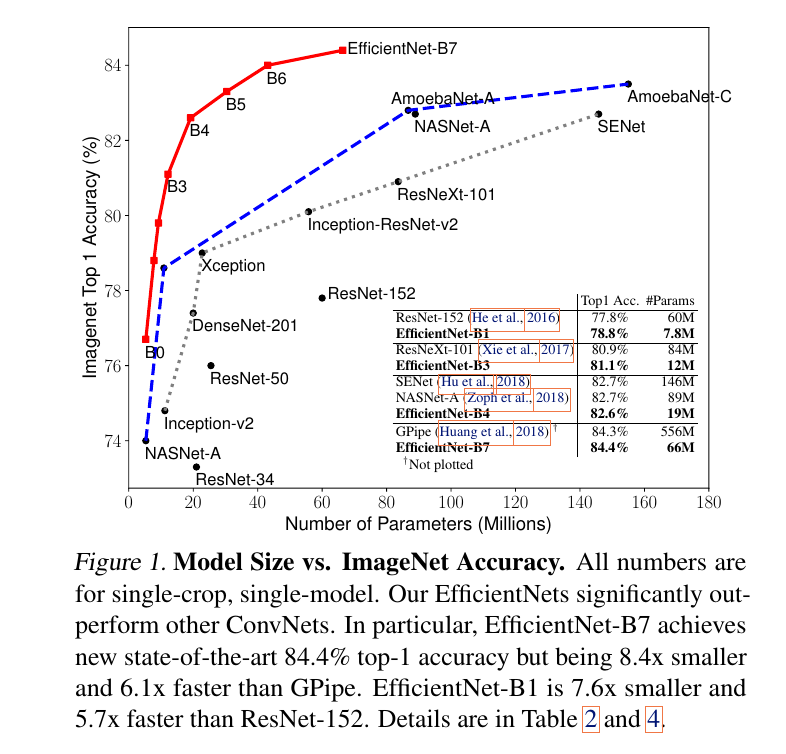 EfficientNet-B7
84
B6
B5
AmoebaNet-A
AmoebaNet-C
B4
NASNet-A
SENet
82
B3
ResNeXt-101
80
Inception-ResNet-v2
Xception
78
ResNet-152
DenseNet-201
B0
76
ResNet-50
Inception-v2
74
NASNet-A
ResNet-34
Imagenet Top 1 Accuracy (%)
0 20 40 60 80 100 120 140 160 180
Number of Parameters (Millions)
Top1 Acc. #Params
ResNet-152 (He et al., 2016) 77.8% 60M
EfficientNet-B1 78.8% 7.8M
ResNeXt-101 (Xie et al., 2017) 80.9% 84M
EfficientNet-B3 81.1% 12M
SENet (Hu et al., 2018) 82.7% 146M
NASNet-A (Zoph et al., 2018) 82.7% 89M
EfficientNet-B4 82.6% 19M
GPipe (Huang et al., 2018) † 84.3% 556M
EfficientNet-B7 84.4% 66M
†Not plotted
Figure 1. Model Size vs. ImageNet Accuracy. All numbers are
for single-crop, single-model. Our EfficientNets significantly out-
perform other ConvNets. In particular, EfficientNet-B7 achieves
new state-of-the-art 84.4% top-1 accuracy but being 8.4x smaller
and 6.1x faster than GPipe. EfficientNet-B1 is 7.6x smaller and
5.7x faster than ResNet-152. Details are in Table 2 and 4.